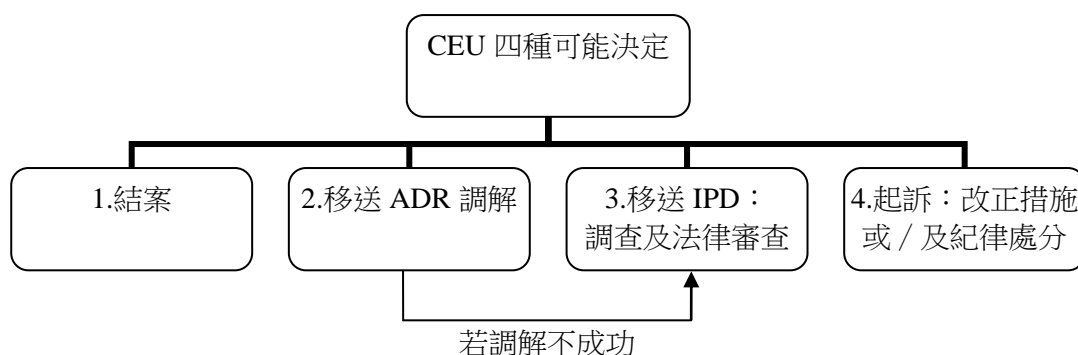 CEU 四種可能決定
1.結案
2.移送 ADR 調解
3.移送 IPD：
調查及法律審查
4.起訴：改正措施
或／及紀律處分
若調解不成功